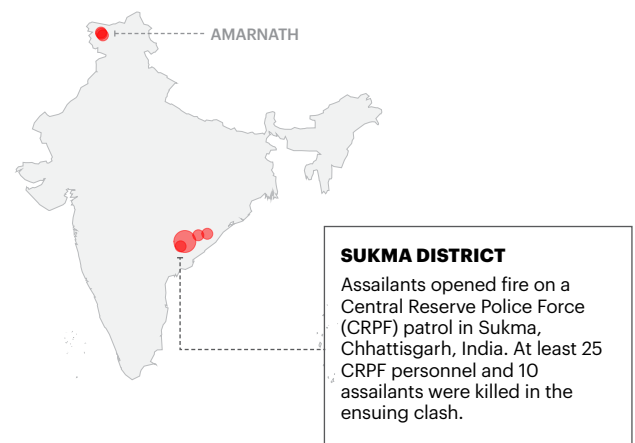 AMARNATH
SUKMA DISTRICT
Assailants opened fire on a
Central Reserve Police Force
(CRPF) patrol in Sukma,
Chhattisgarh, India. At least 25
CRPF personnel and 10
assailants were killed in the
ensuing clash.